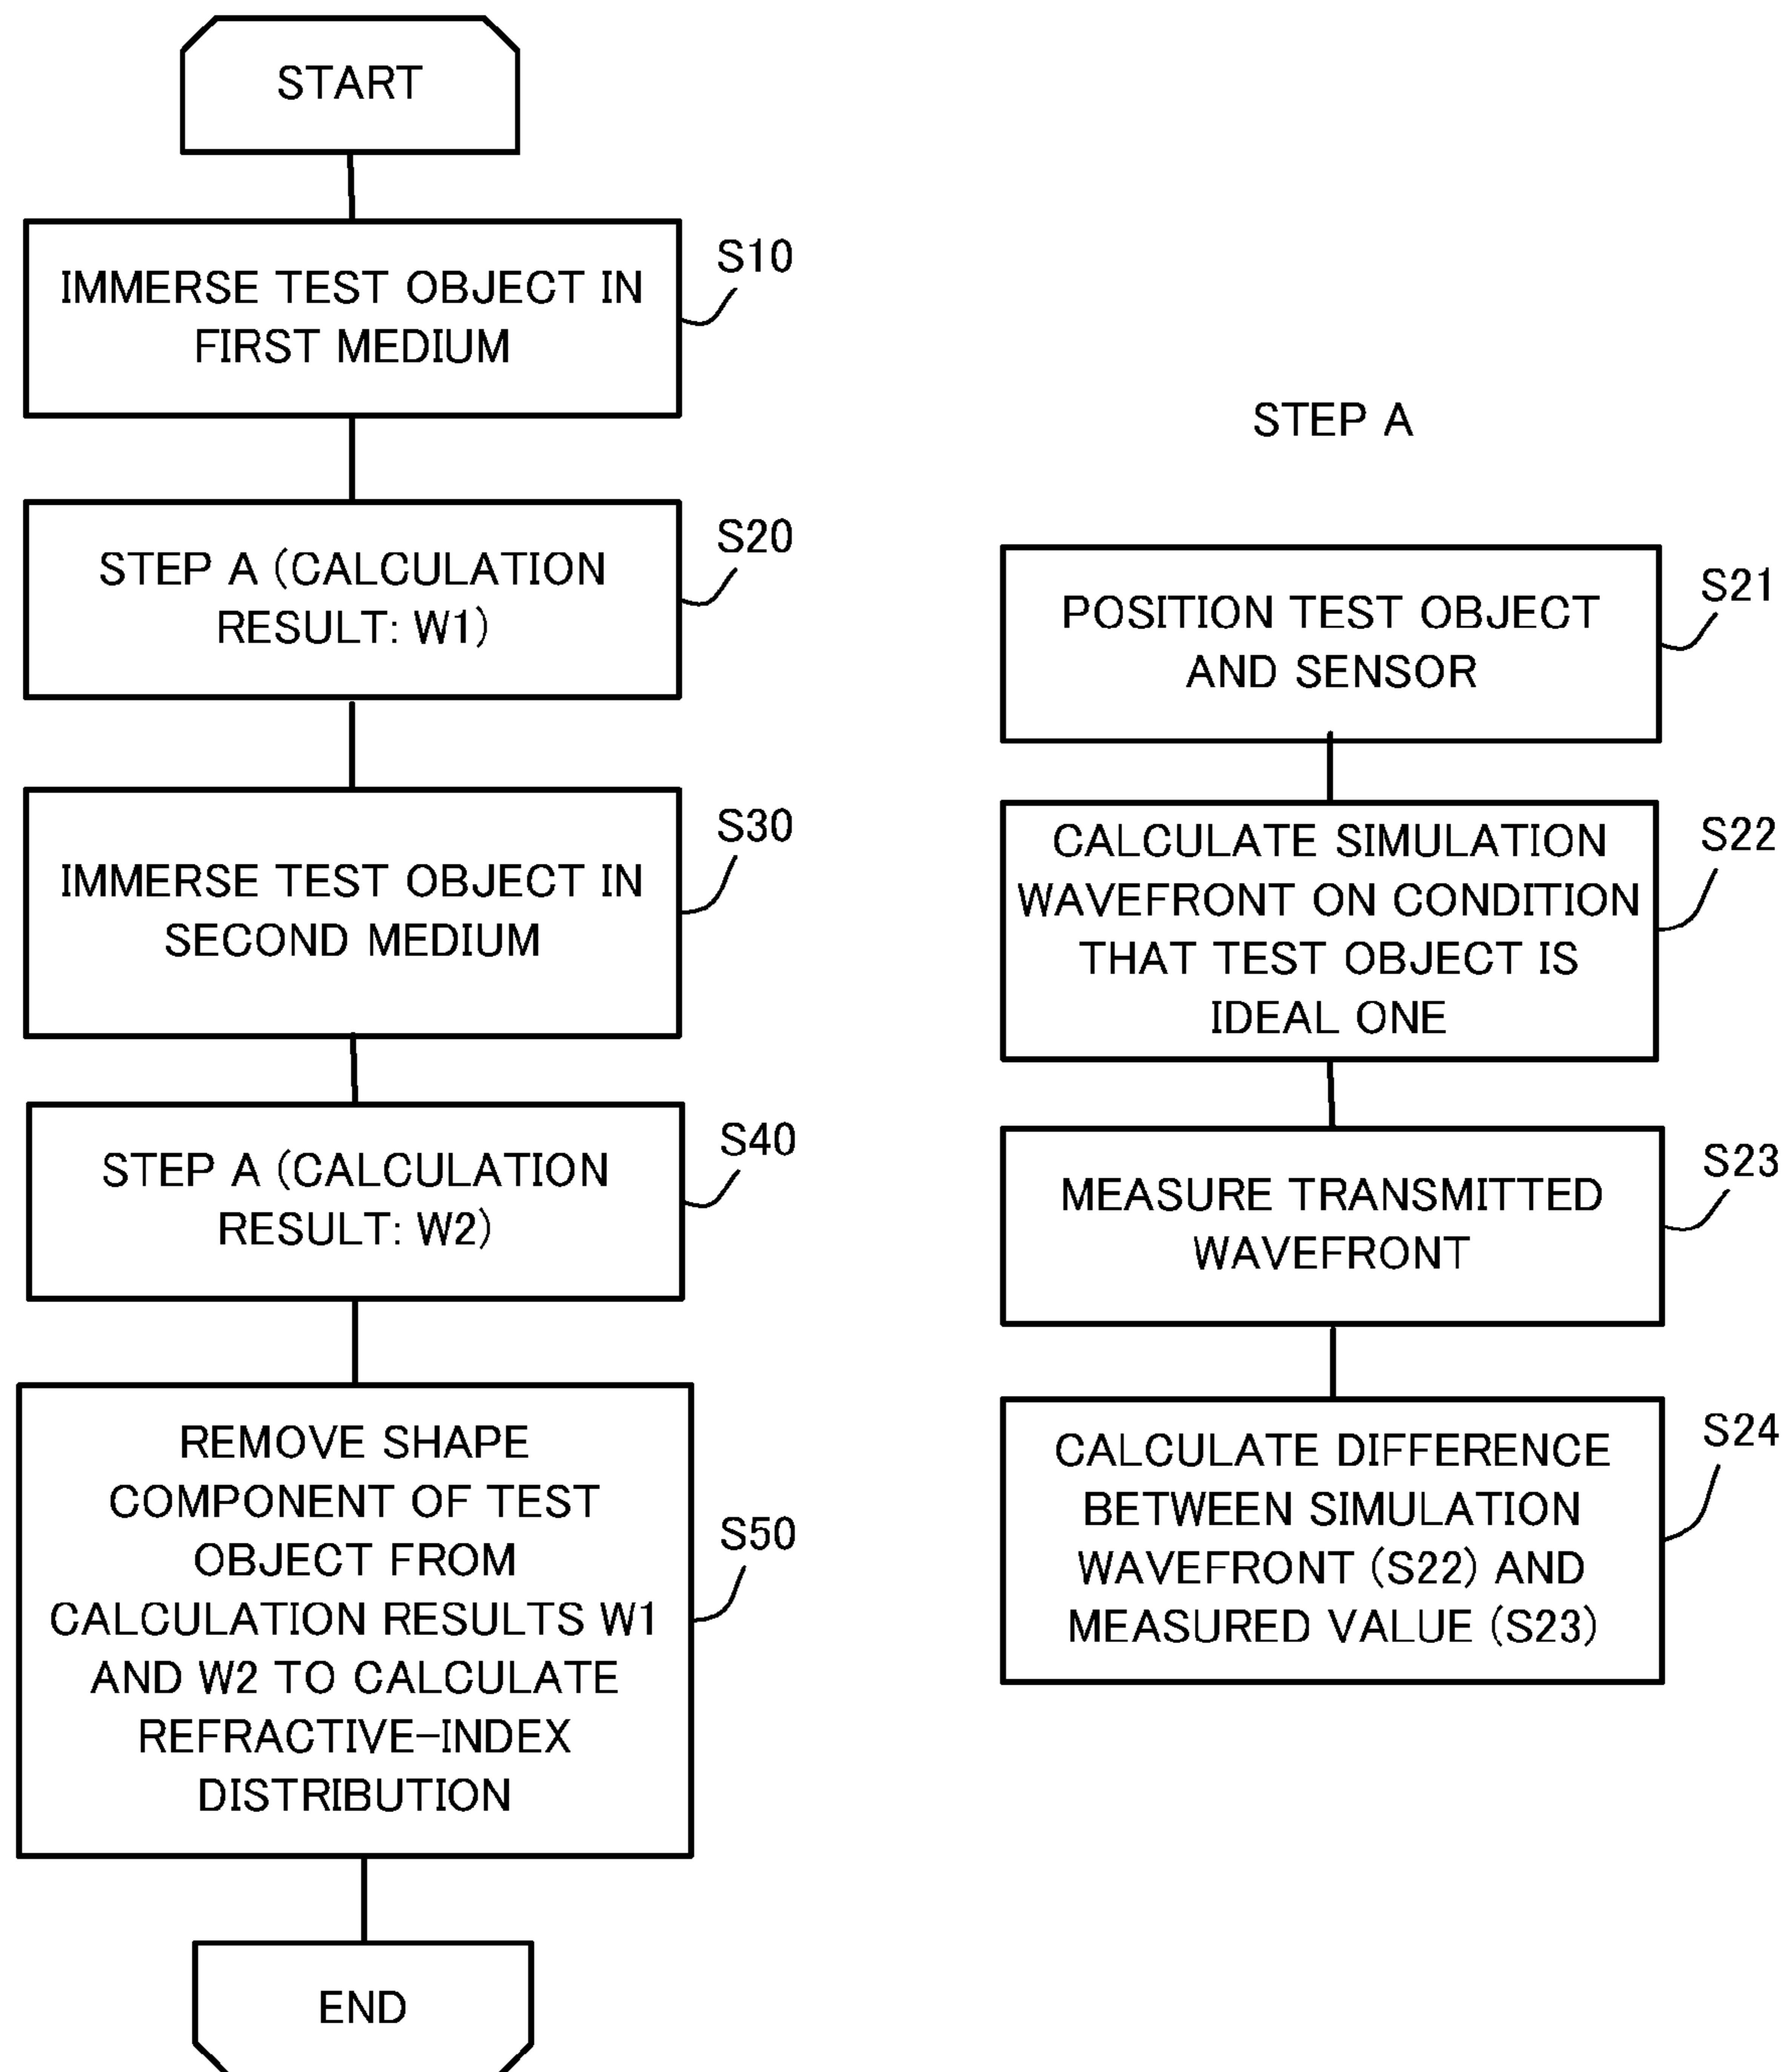 START
IMMERSE TEST OBJECT IN
FIRST MEDIUM
S10
STEP A (CALCULATION
RESULT: W1)
S20
IMMERSE TEST OBJECT IN
SECOND MEDIUM
S30
STEP A (CALCULATION
RESULT: W2)
S40
REMOVE SHAPE
COMPONENT OF TEST
OBJECT FROM
CALCULATION RESULTS W1
AND W2 TO CALCULATE
REFRACTIVE-INDEX
DISTRIBUTION
S50
END
STEP A
POSITION TEST OBJECT
AND SENSOR
S21
CALCULATE SIMULATION
WAVEFRONT ON CONDITION
THAT TEST OBJECT IS
IDEAL ONE
S22
MEASURE TRANSMITTED
WAVEFRONT
S23
CALCULATE DIFFERENCE
BETWEEN SIMULATION
WAVEFRONT (S22) AND
MEASURED VALUE (S23)
S24